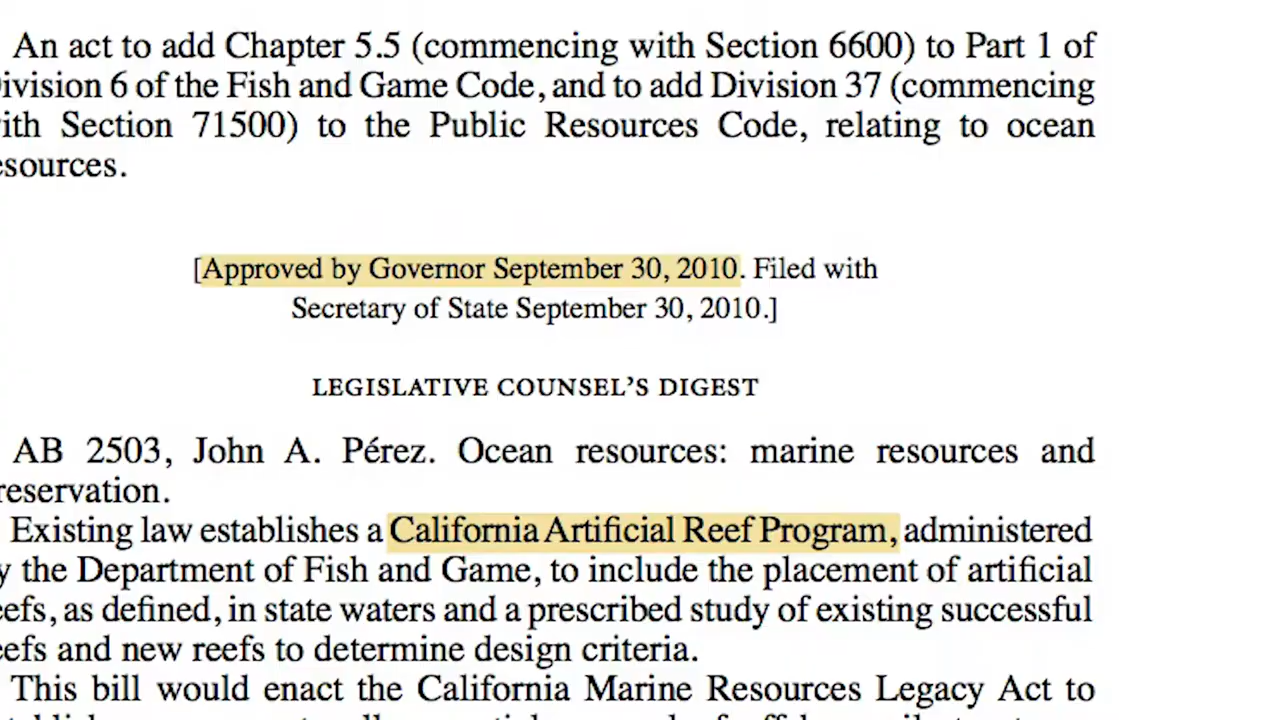 An act to add Chapter 5.5 (commencing with Section 6600) to Part 1 of
ivision 6 of the Fish and Game Code, and to add Division 37 (commencing
ith Section 71500) to the Public Resources Code, relating to ocean
esources.
[Approved by Governor September 30, 2010. Filed with
Secretary of State September 30, 2010.]
LEGISLATIVE COUNSEL’S DIGEST
AB 2503, John A. Pérez. Ocean resources: marine resources and
reservation.
Existing law establishes a California Artificial Reef Program, administered
y the Department of Fish and Game, to include the placement of artificial
eefs, as defined, in state waters and a prescribed study of existing successful
eefs and new reefs to determine design criteria.
This bill would enact the California Marine Resources Legacy Act to